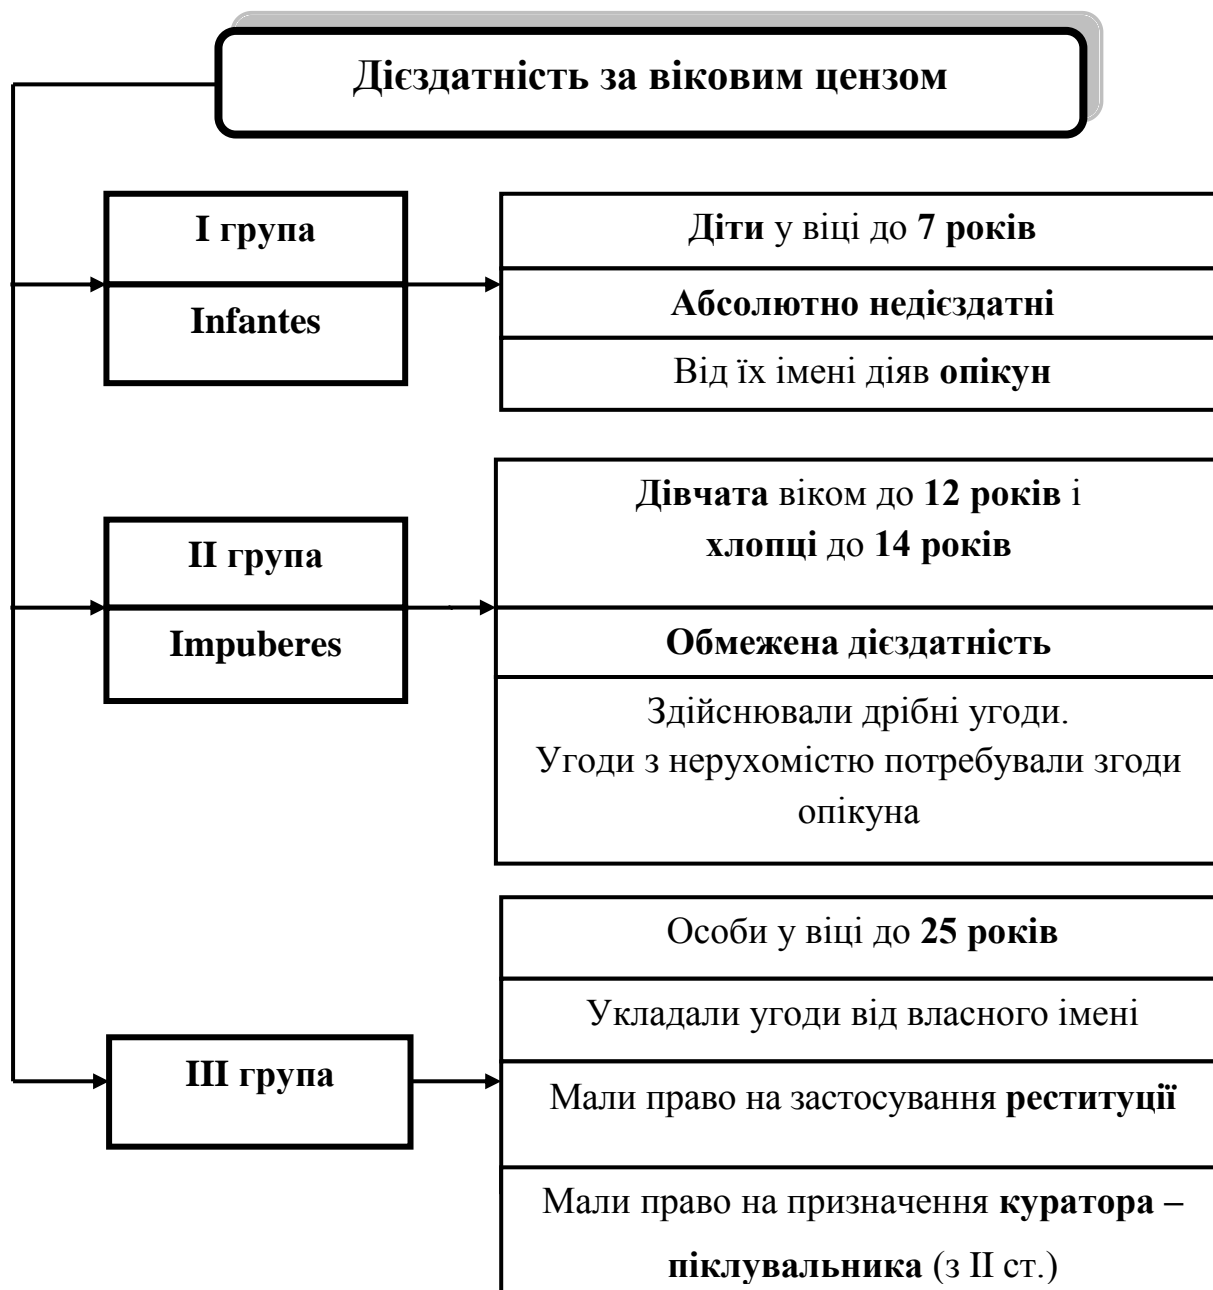 Дієздатність за віковим цензом
І група
Infantes
Діти у віці до 7 років
Абсолютно недієздатні
Від їх імені діяв опікун
ІІ група
Impuberes
Дівчата віком до 12 років і
хлопці до 14 років
Обмежена дієздатність
Здійснювали дрібні угоди.
Угоди з нерухомістю потребували згоди
опікуна
ІІІ група
Особи у віці до 25 років
Укладали угоди від власного імені
Мали право на застосування реституції
Мали право на призначення куратора –
піклувальника (з ІІ ст.)